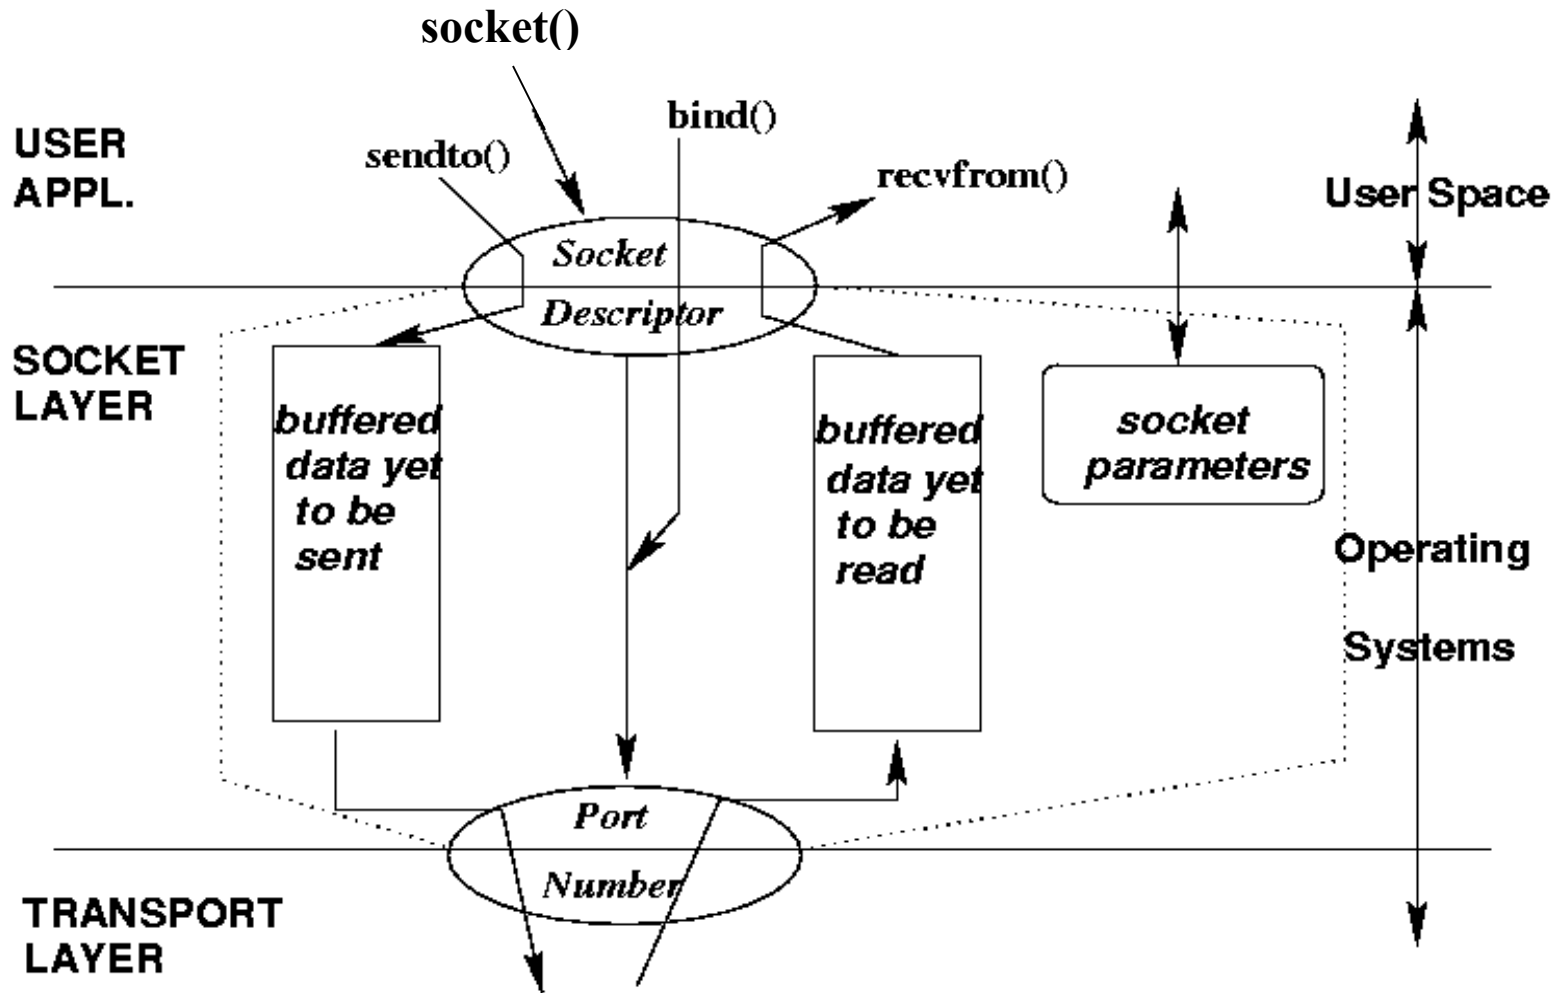 socket()
bind()
sendto()
recvfrom()
USER
APPL.
User Space
Socket
Descriptor
SOCKET
LAYER
buffered
data yet
to be
sent
buffered
data yet
to be
read
socket
parameters
Operating
Systems
Port
Number
TRANSPORT
LAYER